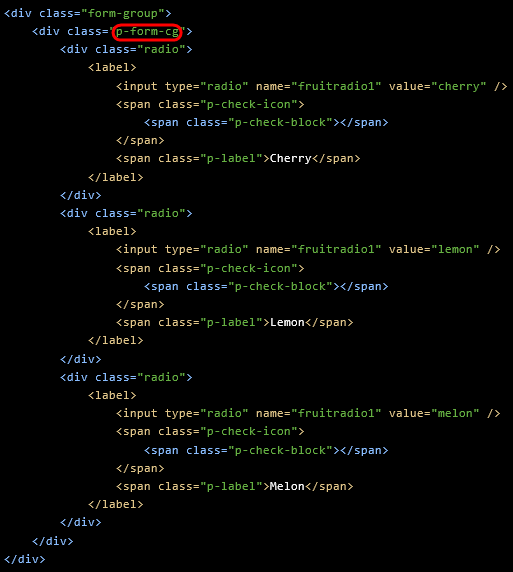 <div class="form-group">
<div class="p-form-cg">
<div class="radio">
<label>
<input type="radio" name="fruitradio1" value="cherry" />
<span class="p-check-icon">
<span class="p-check-block"></span>
</span>
<span class="p-label">Cherry</span>
</label>
</div>
<div class="radio">
<label>
<input type="radio" name="fruitradio1" value="lemon" />
<span class="p-check-icon">
<span class="p-check-block"></span>
</span>
<span class="p-label">Lemon</span>
</label>
</div>
<div class="radio">
<label>
<input type="radio" name="fruitradio1" value="melon" />
<span class="p-check-icon">
<span class="p-check-block"></span>
</span>
<span class="p-label">Melon</span>
</label>
</div>
</div>
</div>